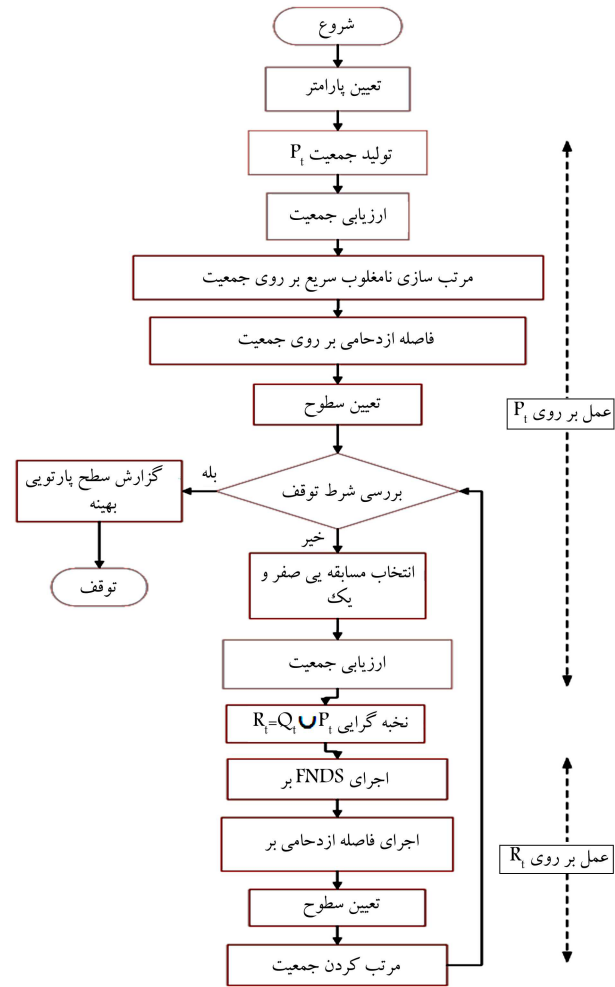 شروع
تعیین پارامتر
تولید جمعیت Pt
ارزیابی جمعیت
مرتب سازی نامغلوب سریع بر روی جمعیت
فاصله ازدحامی بر روی جمعیت
تعیین سطوح
عمل بر روی Pt
بررسی شرط توقف
بله
گزارش سطح پارتویی
بهینه
توقف
خیر
انتخاب مسابقه یی صفر و
یک
ارزیابی جمعیت
نخبه گرایی Rt=Qt∪Pt
اجرای FNDS بر
اجرای فاصله ازدحامی بر
تعیین سطوح
مرتب کردن جمعیت
عمل بر روی Rt